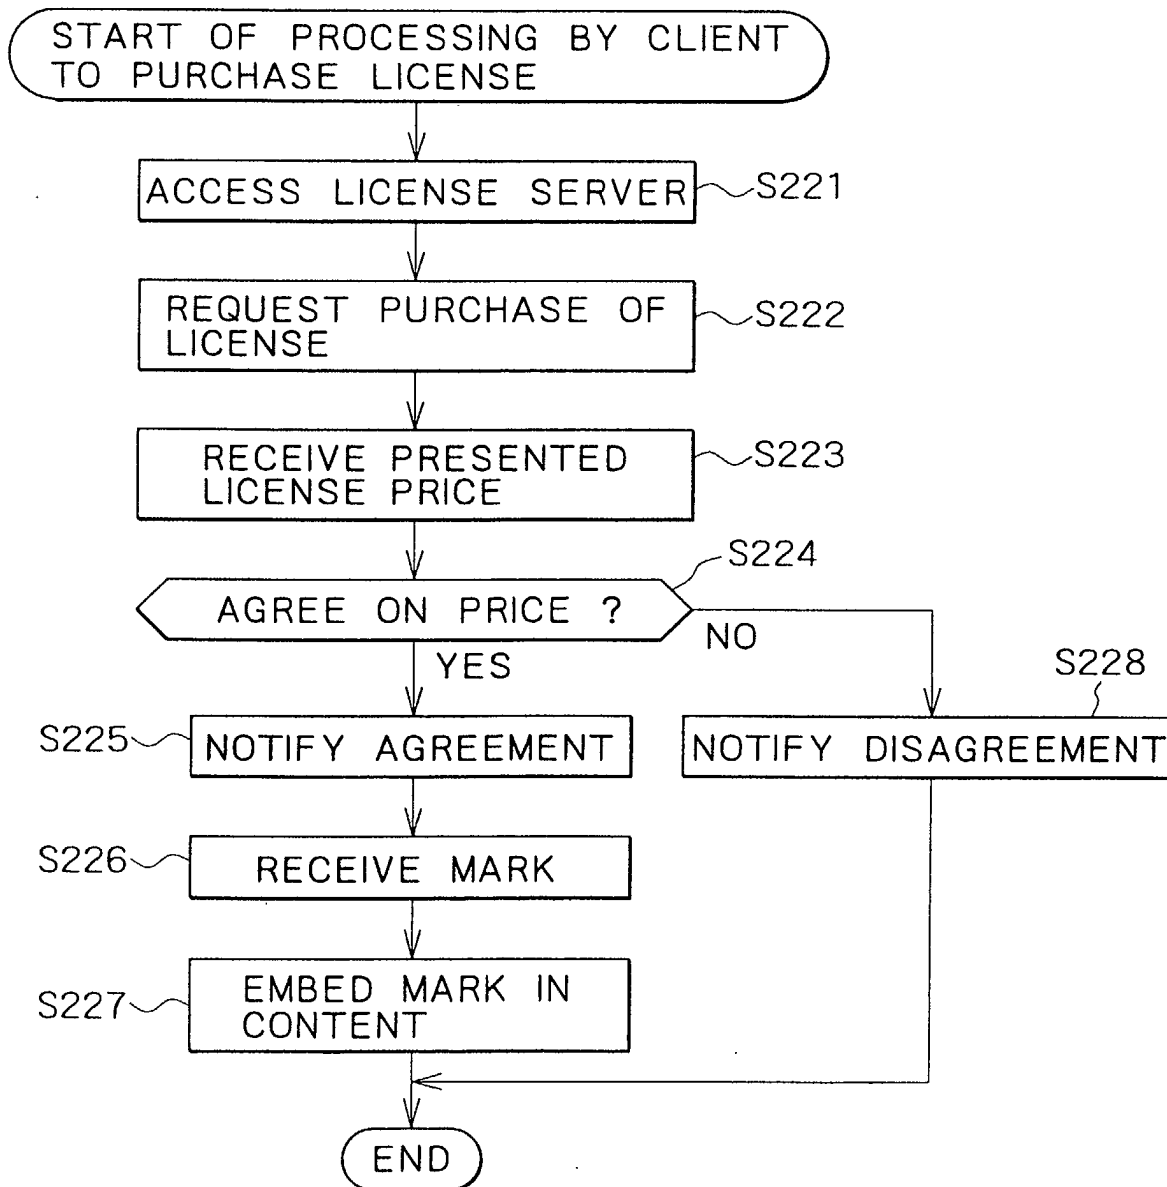 START OF PROCESSING BY CLIENT
TO PURCHASE LICENSE
ACCESS LICENSE SERVER
S221
REQUEST PURCHASE OF
LICENSE
S222
RECEIVE PRESENTED
LICENSE PRICE
S223
S224
AGREE ON PRICE ?
NO
YES
S228
S225
NOTIFY AGREEMENT
NOTIFY DISAGREEMENT
S226
RECEIVE MARK
S227
EMBED MARK IN
CONTENT
END